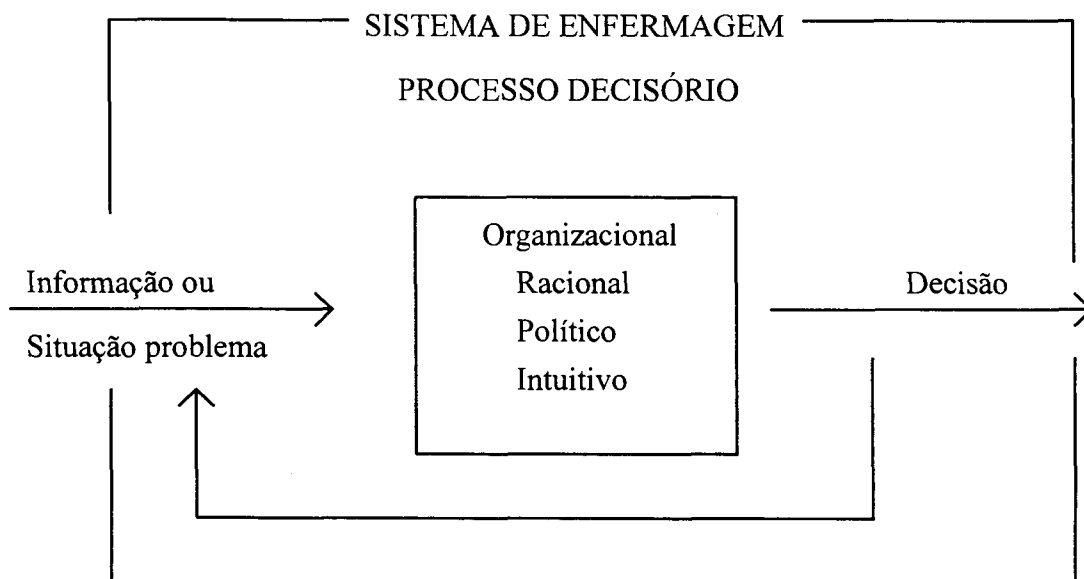 SISTEMA DE ENFERMAGEM
PROCESSO DECISÓRIO
Informação ou
Situação problema
Organizacional
Racional
Político
Intuitivo
Decisão